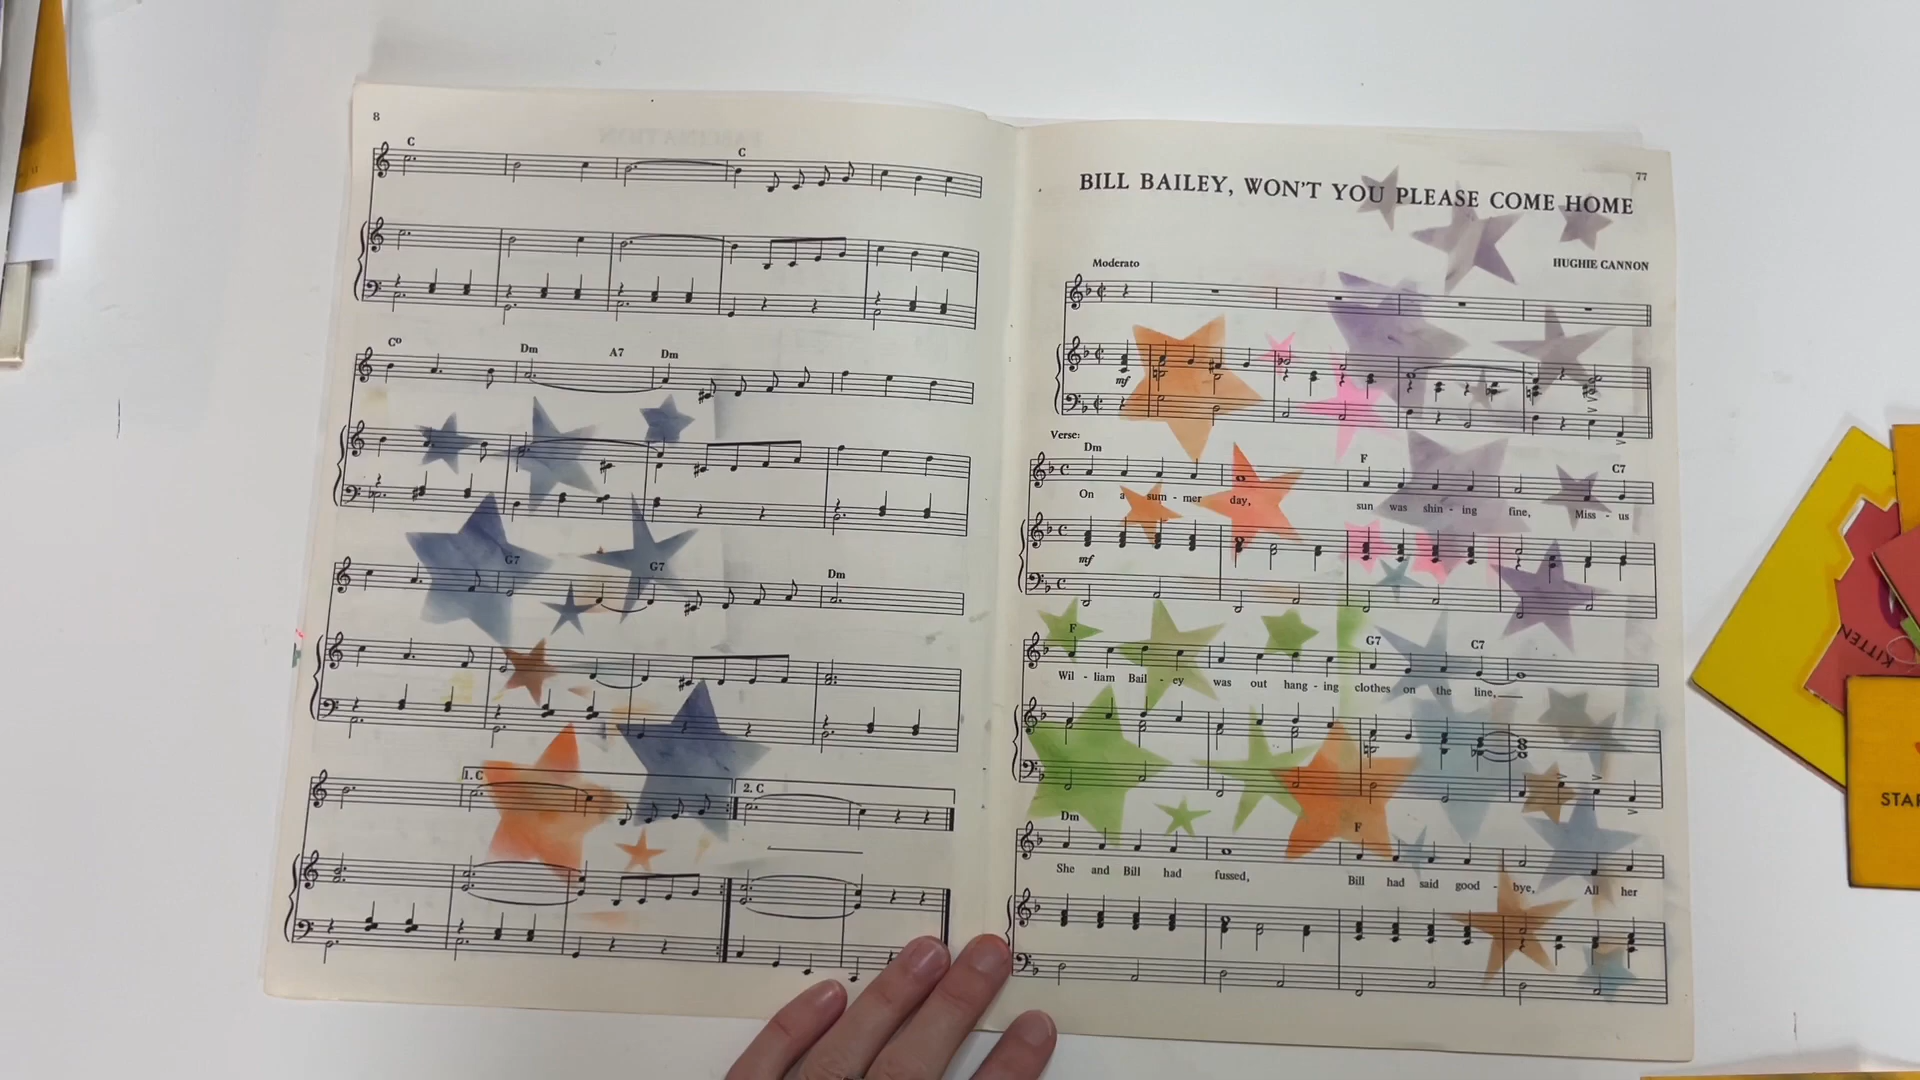 8
C C
Cº Dm A7 Dm
G7 G7 Dm
1. C 2. C
77
BILL BAILEY, WON'T YOU PLEASE COME HOME
HUGHIE CANNON
Moderato
mf
Verse:
Dm F C7
On a sum - mer day, sun was shin - ing fine, Miss - us
mf
F G7 C7
Wil - liam Bail - ey was out hang - ing clothes on the line,
Dm F
She and Bill had fussed, Bill had said good - bye, All her
KITTEN